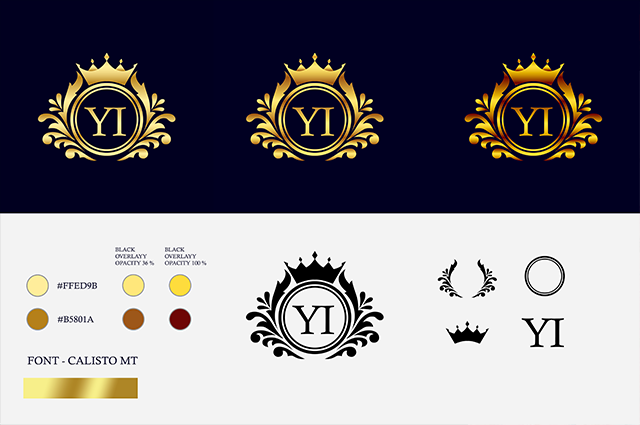 YI
YI
YI
BLACK
OVERLAYY
OPACITY 36 %
BLACK
OVERLAYY
OPACITY 100 %
#FFED9B
#B5801A
FONT - CALISTO MT
YI
YI